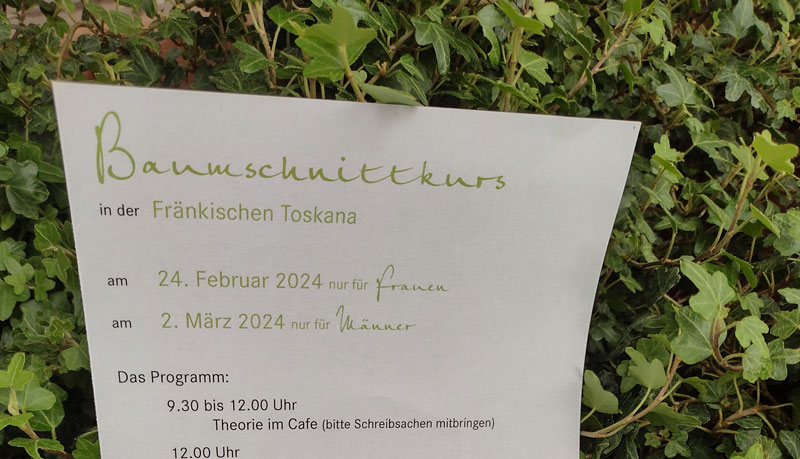 Baumschnittkurs
in der Fränkischen Toskana
am 24. Februar 2024 nur für Frauen
am 2. März 2024 nur für Männer
Das Programm:
9.30 bis 12.00 Uhr
Theorie im Cafe (bitte Schreibsachen mitbringen)
12.00 Uhr